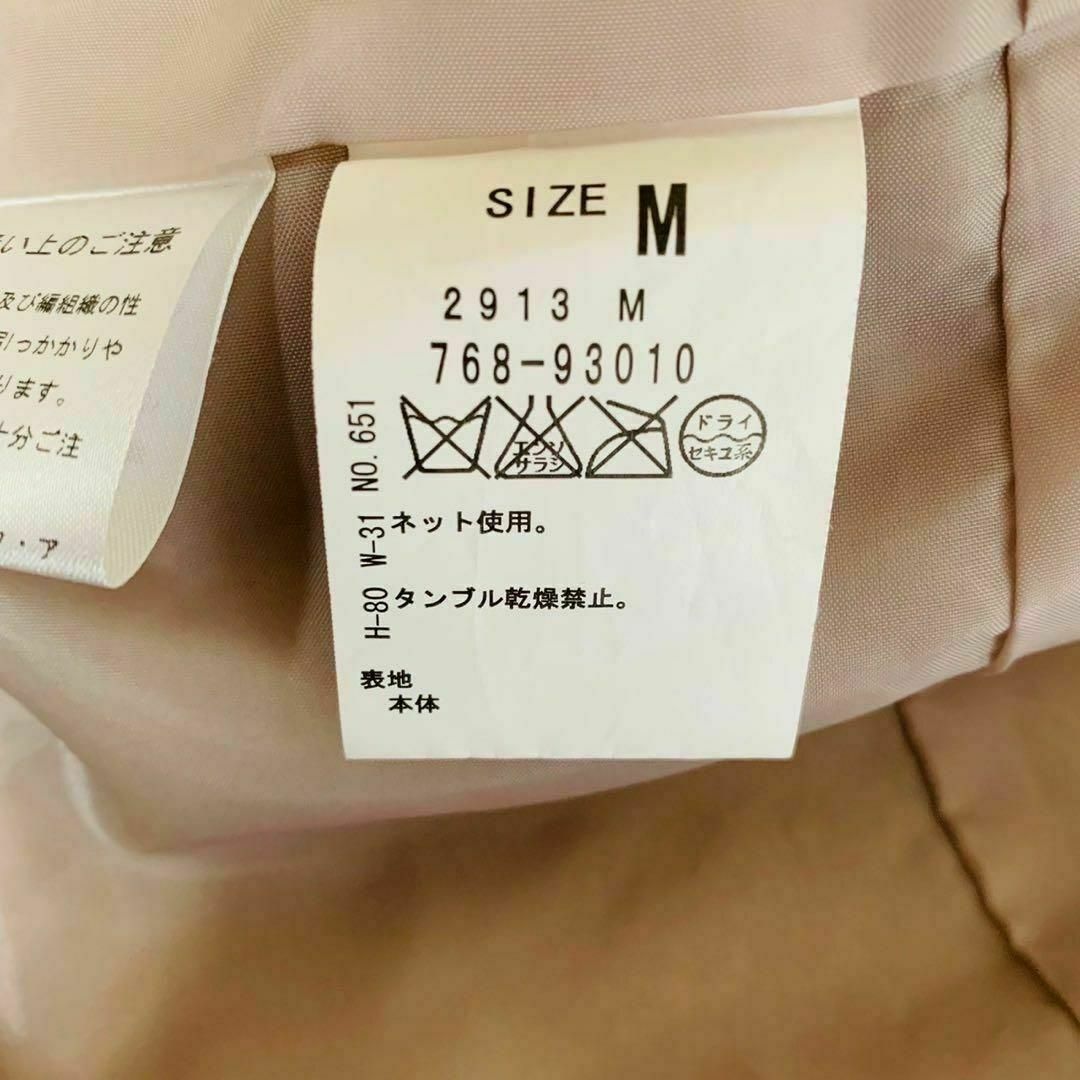 い上のご注意
及び編組織の性
引っかかりや
ります。
十分ご注
SIZE M
2913 M
768-93010
エンソ
サラシ
ドライ
セキユ系
NO. 651
H-80 W-31
ネット使用。
タンブル乾燥禁止。
表地
本体